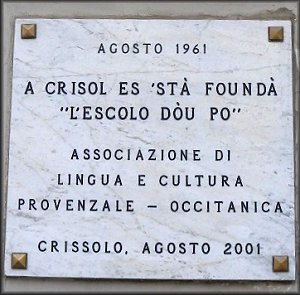 AGOSTO 1961
A CRISOL ES 'STÀ FOUNDÀ
"L'ESCOLO DÒU PO"
ASSOCIAZIONE DI
LINGUA E CULTURA
PROVENZALE – OCCITANICA
CRISSOLO, AGOSTO 2001